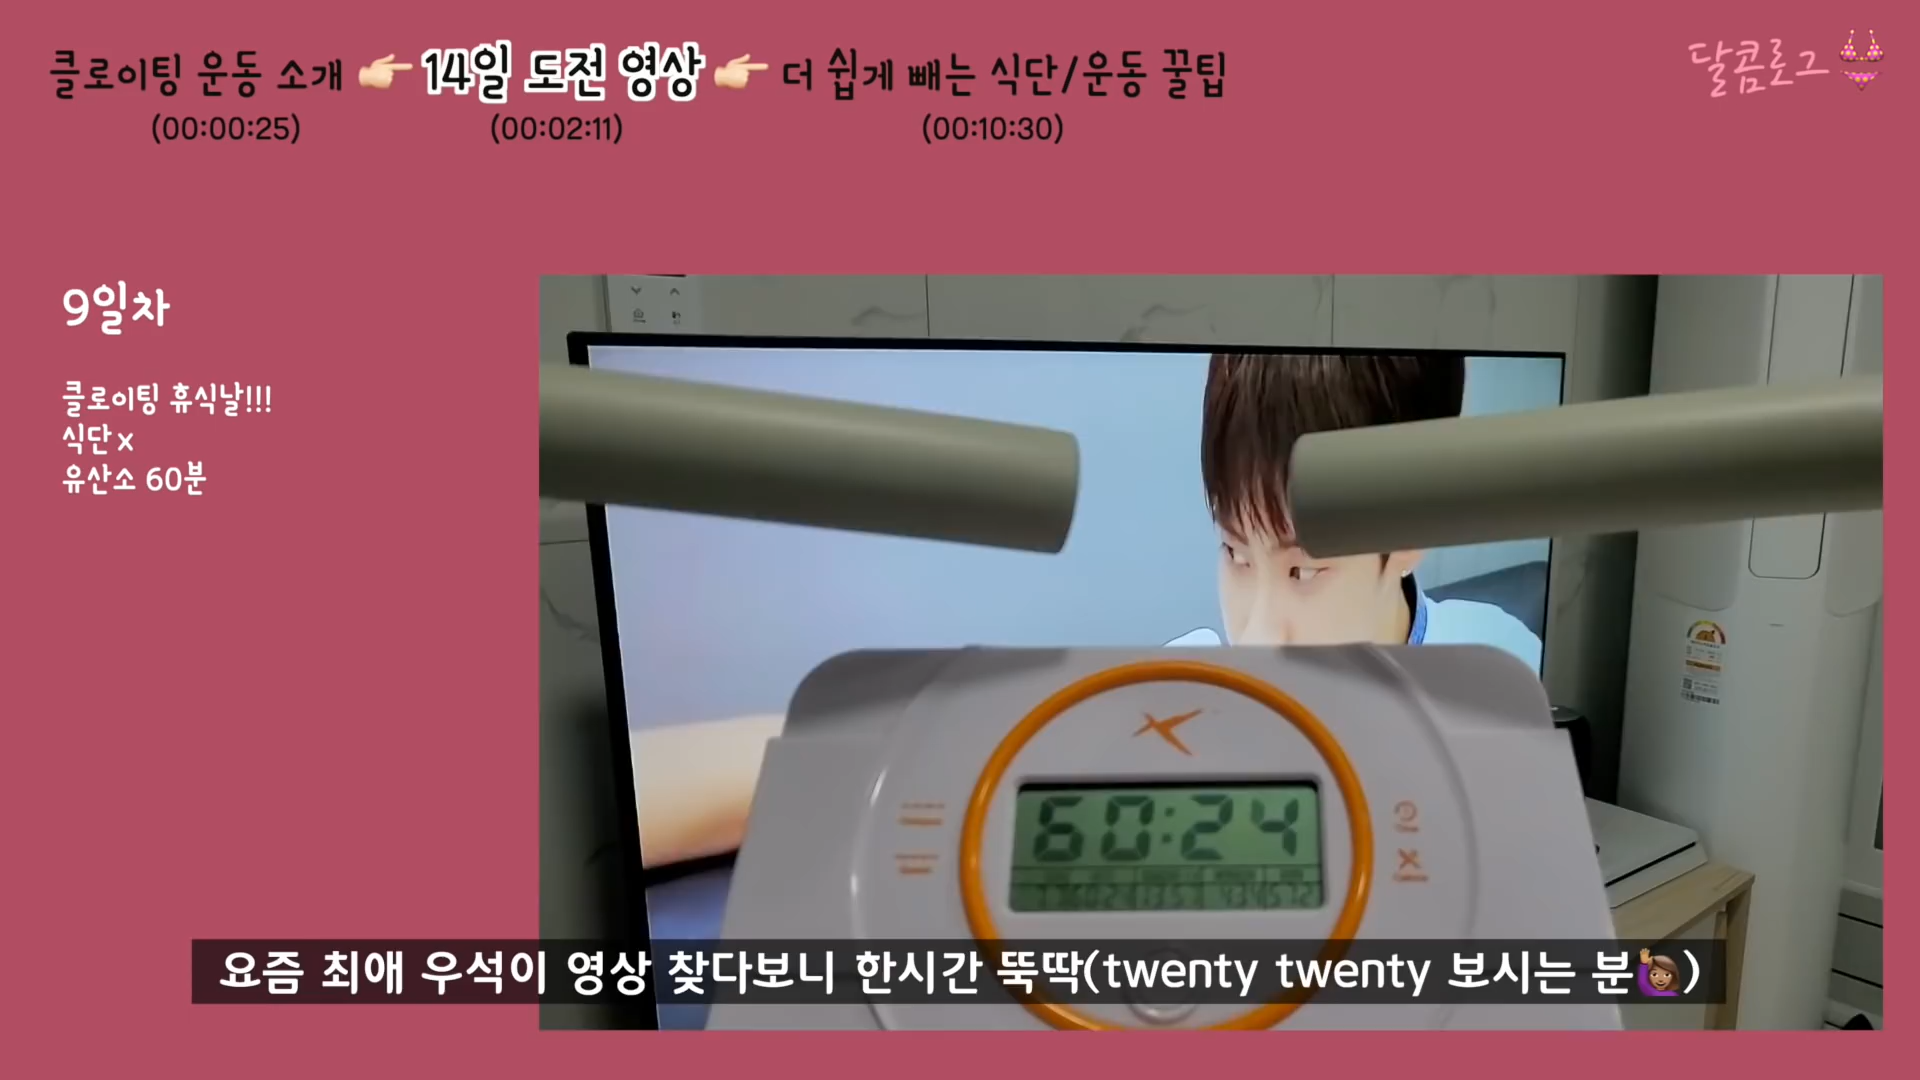 클로이팅 운동 소개 👉🏻 14일 도전 영상 👉🏻 더 쉽게 빼는 식단/운동 꿀팁
(00:00:25) (00:02:11) (00:10:30)
달콤로그
9일차
클로이팅 휴식날!!!
식단x
유산소 60분
60:24
요즘 최애 우석이 영상 찾다보니 한시간 뚝딱(twenty twenty 보시는 분🙋🏽‍♀️)